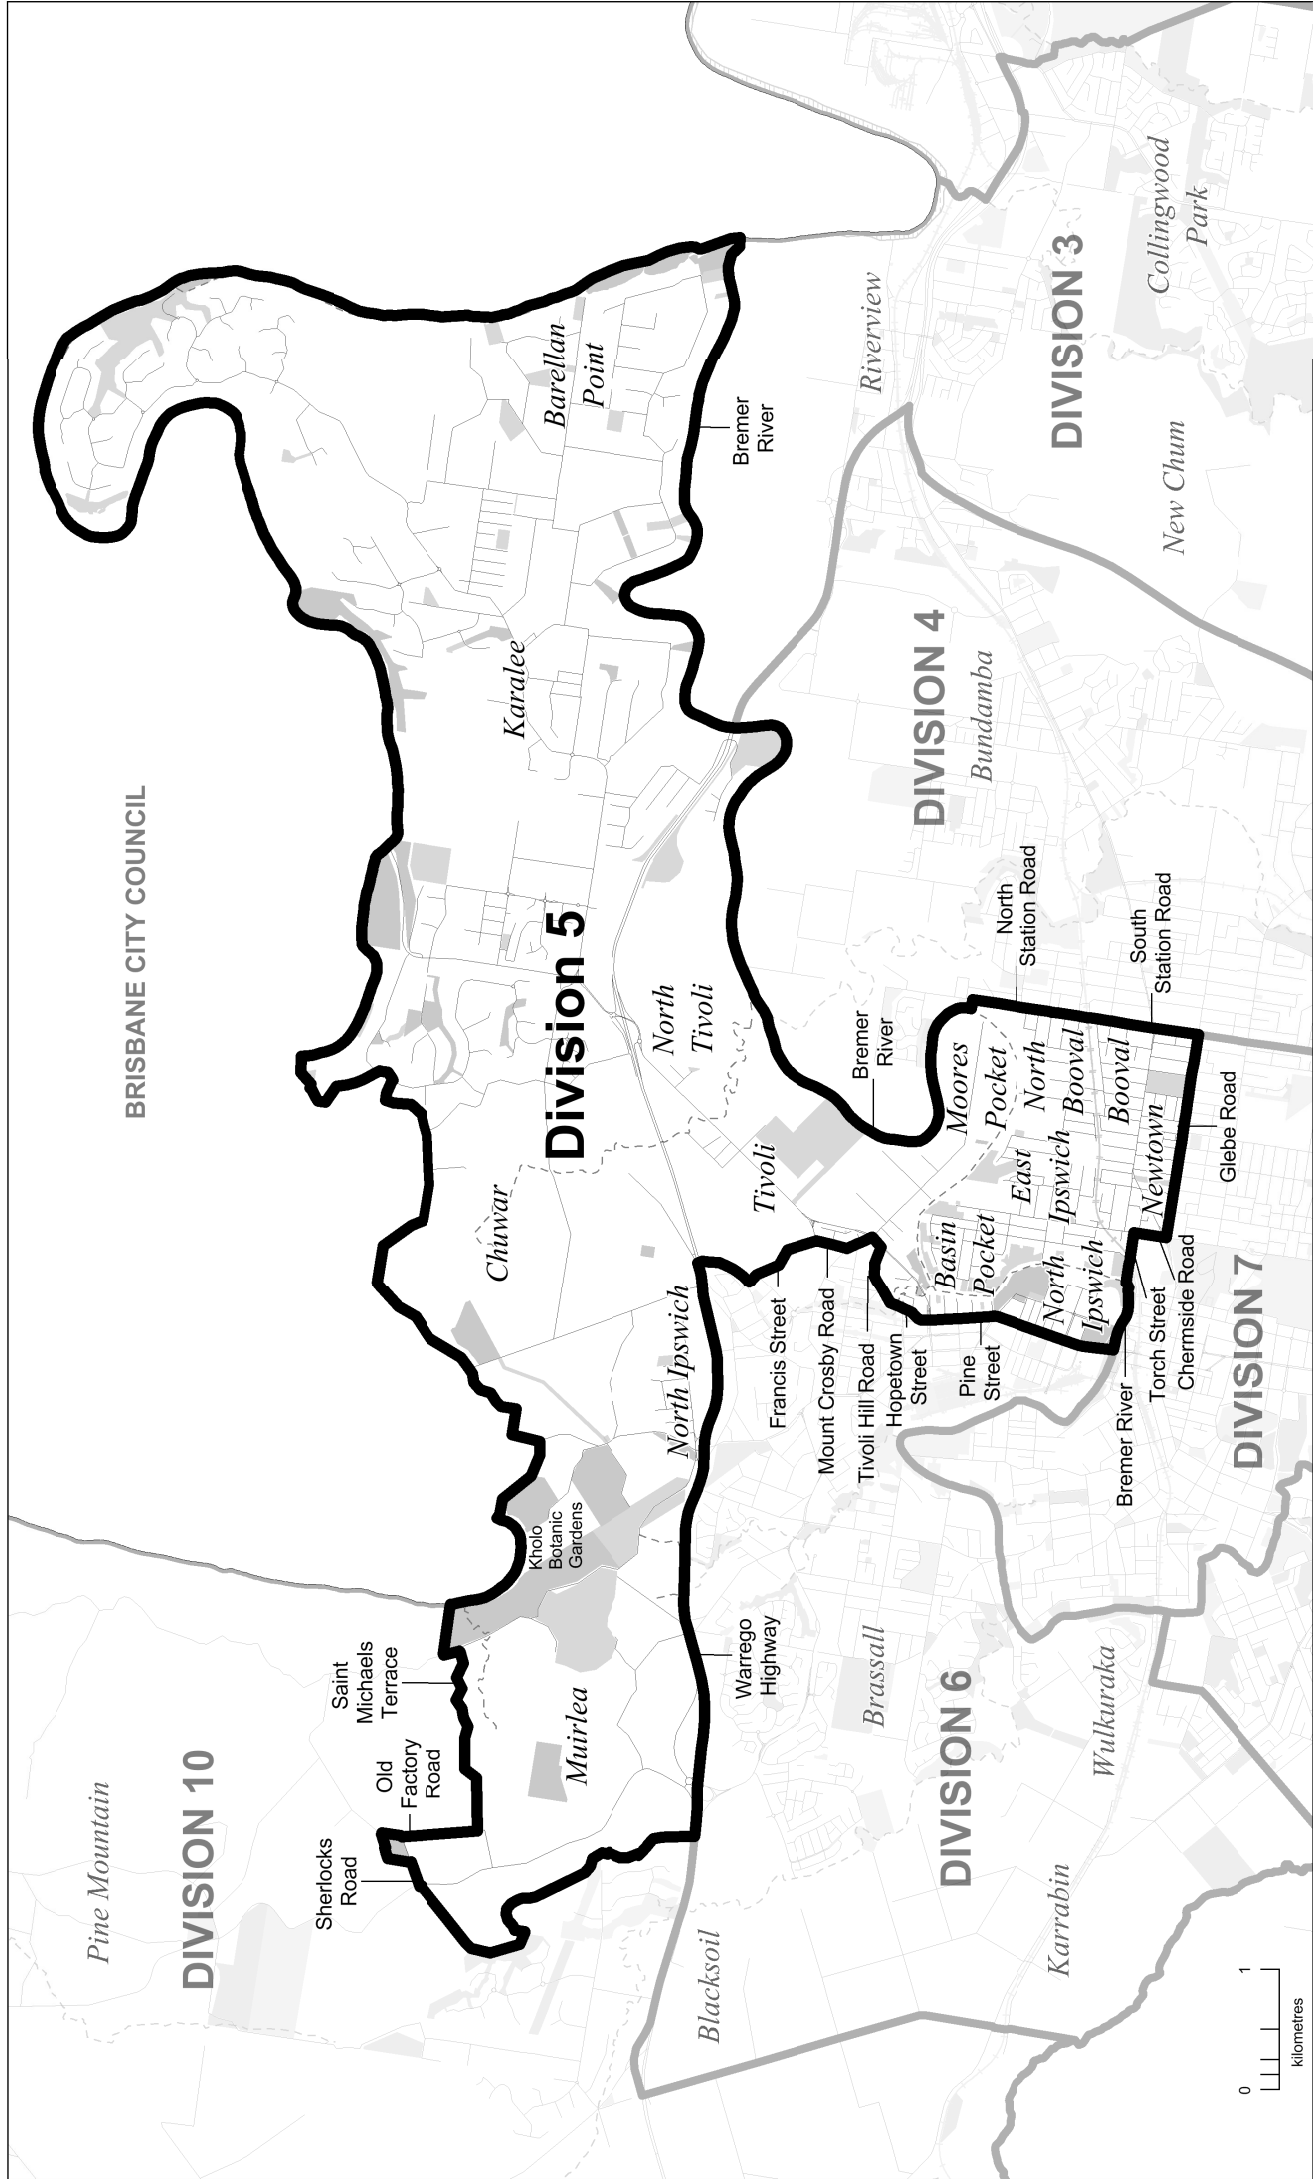 BRISBANE CITY COUNCIL
Pine Mountain
DIVISION 10
Sherlocks
Road
Old
Factory
Road
Saint
Michaels
Terrace
Kholo
Botanic
Gardens
Muirlea
Chuwar
Division 5
Karalee
Barellan
Point
North
Tivoli
North Ipswich
Tivoli
Bremer
River
Riverview
Blacksoil
Warrego
Highway
Francis Street
Mount Crosby Road
Tivoli Hill Road
Hopetown
Street
Pine
Street
Bremer River
Torch Street
Chermside Road
Brassall
DIVISION 6
Wulkuraka
Karrabin
Bremer
River
Moores
Pocket
North
Booval
Booval
East
Ipswich
Newtown
Basin
Pocket
North
Ipswich
North
Station Road
South
Station Road
Glebe Road
DIVISION 4
Bundamba
DIVISION 3
Collingwood
Park
New Chum
DIVISION 7
0 1
kilometres